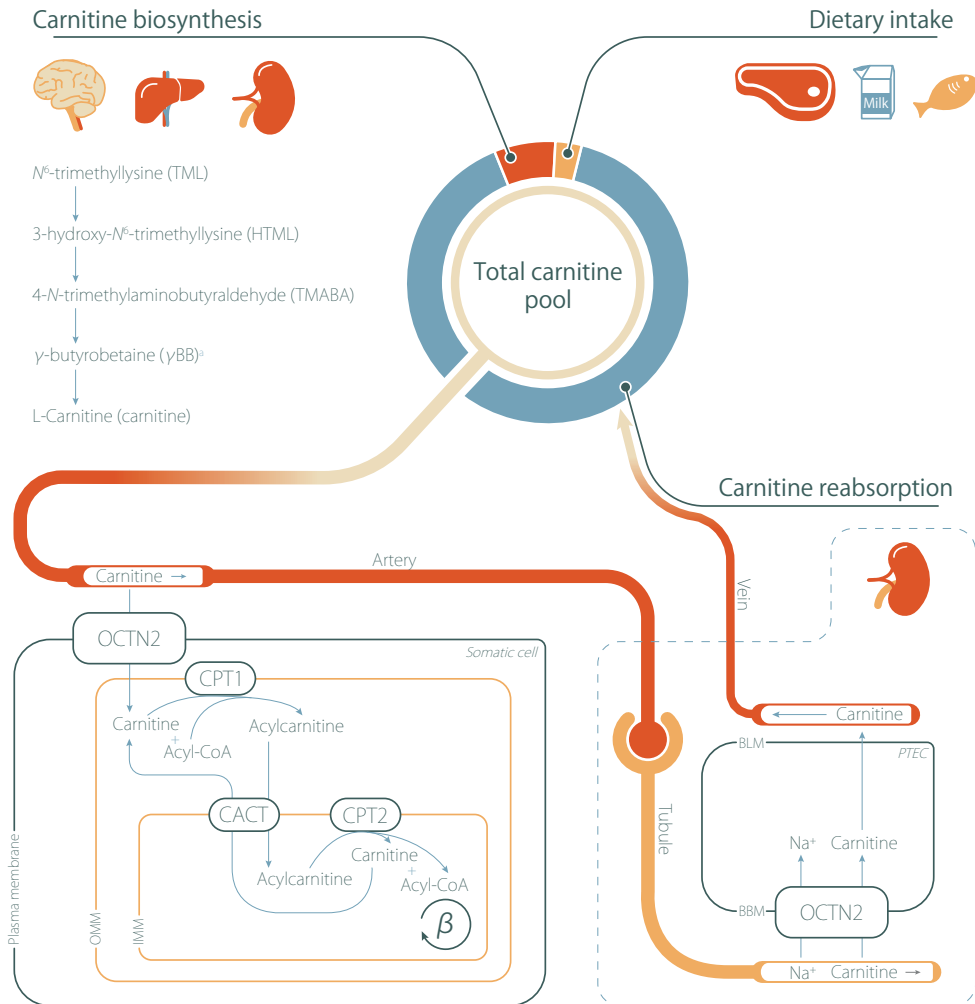 Carnitine biosynthesis
Dietary intake
Milk
N⁶-trimethyllysine (TML)
3-hydroxy-N⁶-trimethyllysine (HTML)
4-N-trimethylaminobutyraldehyde (TMABA)
γ-butyrobetaine (γBB)ᵃ
L-Carnitine (carnitine)
Total carnitine
pool
Carnitine reabsorption
Artery
Vein
Carnitine
OCTN2
Somatic cell
CPT1
Carnitine
+
Acyl-CoA
Acylcarnitine
CACT
CPT2
Acylcarnitine
Carnitine
+
Acyl-CoA
β
Plasma membrane
OMM
IMM
Tubule
Carnitine
BLM
PTEC
Na⁺
Carnitine
BBM
OCTN2
Na⁺
Carnitine